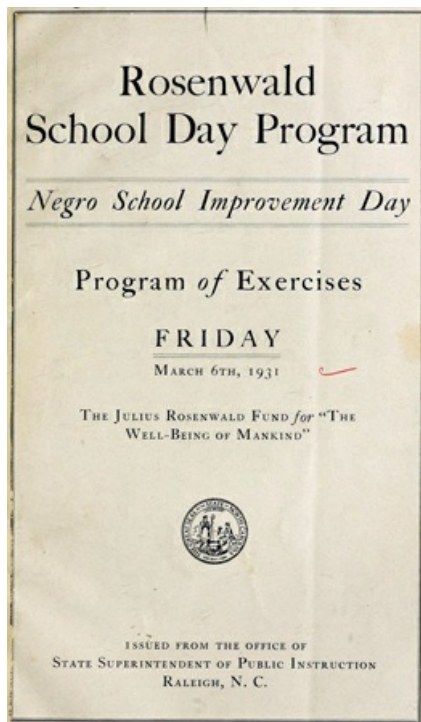 Rosenwald
School Day Program
Negro School Improvement Day
Program of Exercises
FRIDAY
MARCH 6TH, 1931
THE JULIUS ROSENWALD FUND for “THE
WELL-BEING OF MANKIND”
ISSUED FROM THE OFFICE OF
STATE SUPERINTENDENT OF PUBLIC INSTRUCTION
RALEIGH, N. C.